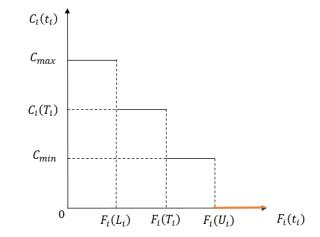 C_i(t_i)
C_max
C_i(T_i)
C_min
0
F_i(L_i) F_i(T_i) F_i(U_i) F_i(t_i)